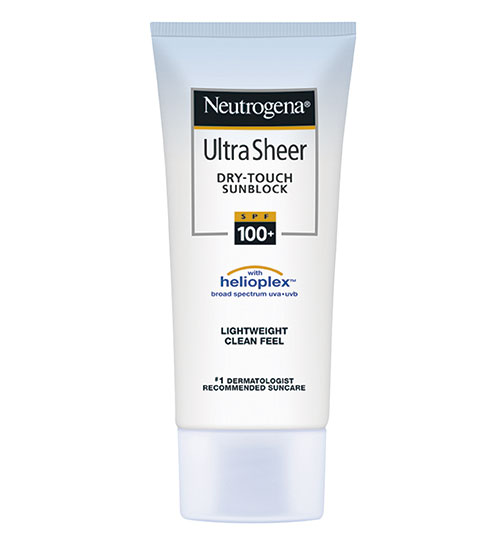 Neutrogena®
Ultra Sheer
DRY-TOUCH
SUNBLOCK
SPF
100+
with
helioplex™
broad spectrum uva•uvb
LIGHTWEIGHT
CLEAN FEEL
#1 DERMATOLOGIST
RECOMMENDED SUNCARE